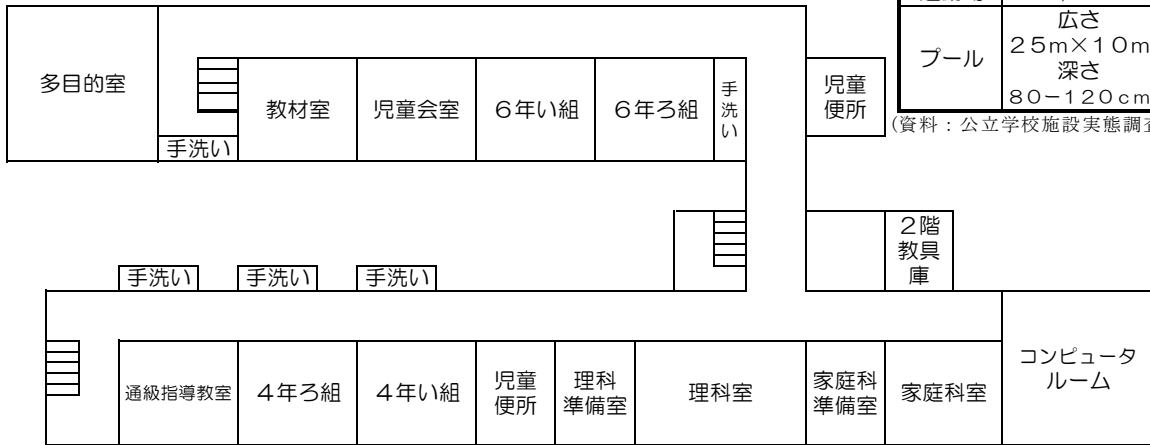 広さ
プール
25m×10m
深さ
80－120cm
(資料：公立学校施設実態調査
多目的室
手洗い
教材室
児童会室
6年い組
6年ろ組
手洗い
児童
便所
2階
教具
庫
手洗い
手洗い
手洗い
通級指導教室
4年ろ組
4年い組
児童
便所
理科
準備室
理科室
家庭科
準備室
家庭科室
コンピュータ
ルーム